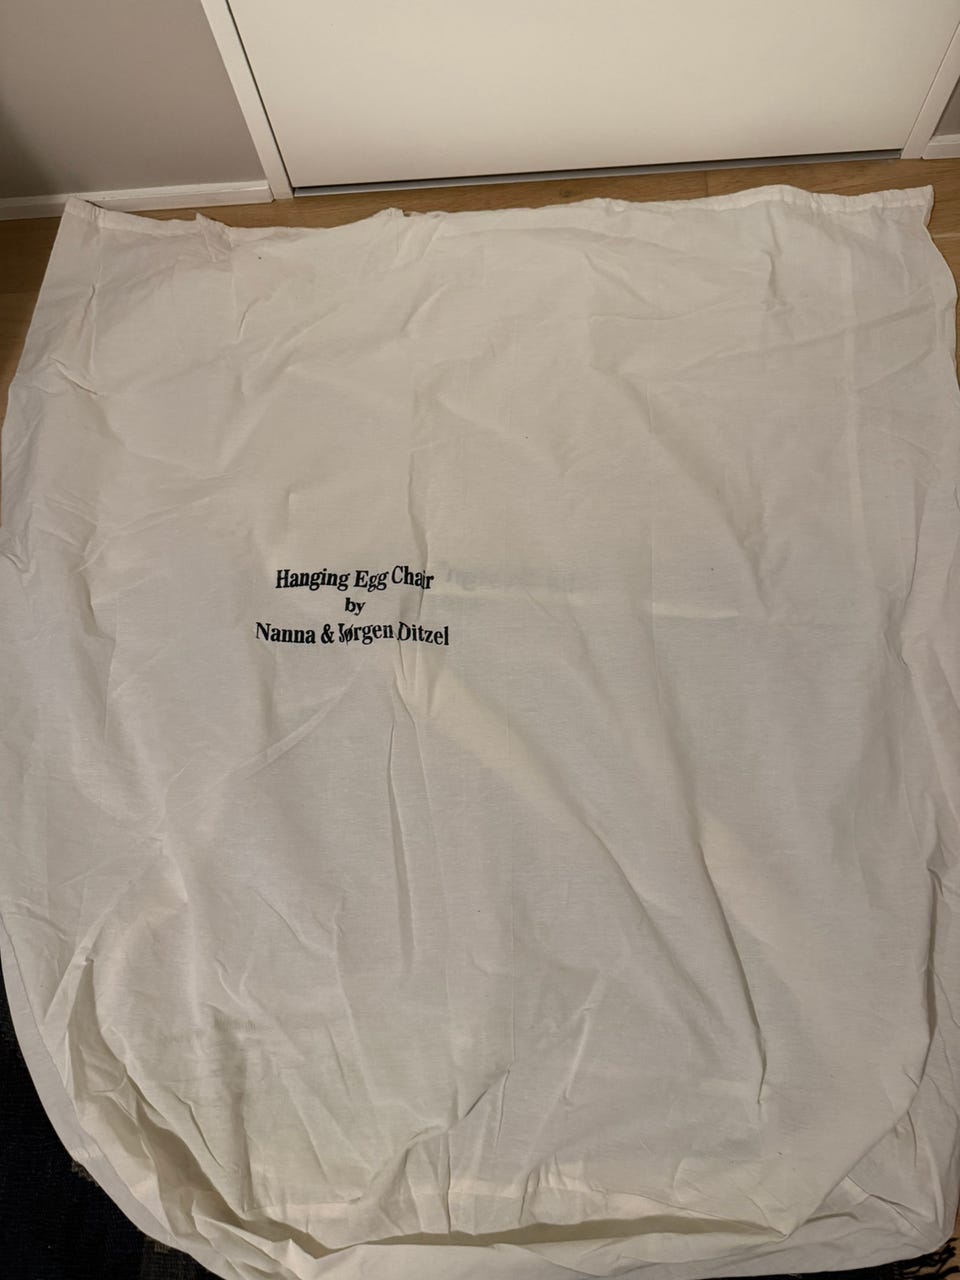 Hanging Egg Chair
by
Nanna & Jørgen Ditzel